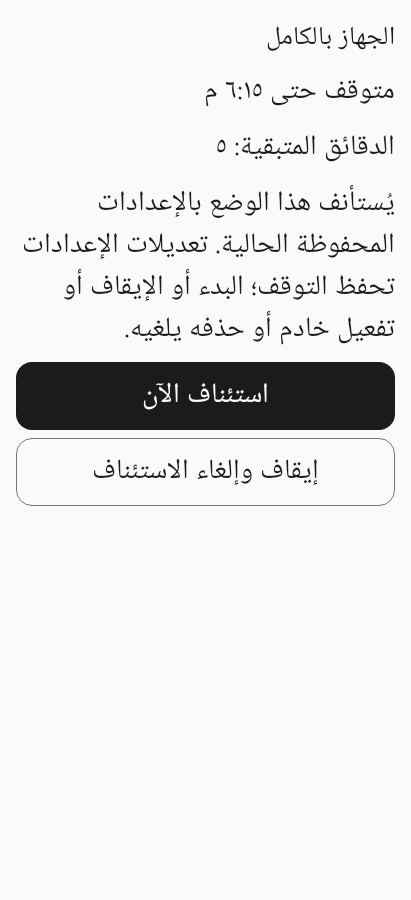 الجهاز بالكامل
متوقف حتى ٦:١٥ م
الدقائق المتبقية: ٥
يُستأنف هذا الوضع بالإعدادات
المحفوظة الحالية. تعديلات الإعدادات
تحفظ التوقف؛ البدء أو الإيقاف أو
تفعيل خادم أو حذفه يلغيه.
استئناف الآن
إيقاف وإلغاء الاستئناف